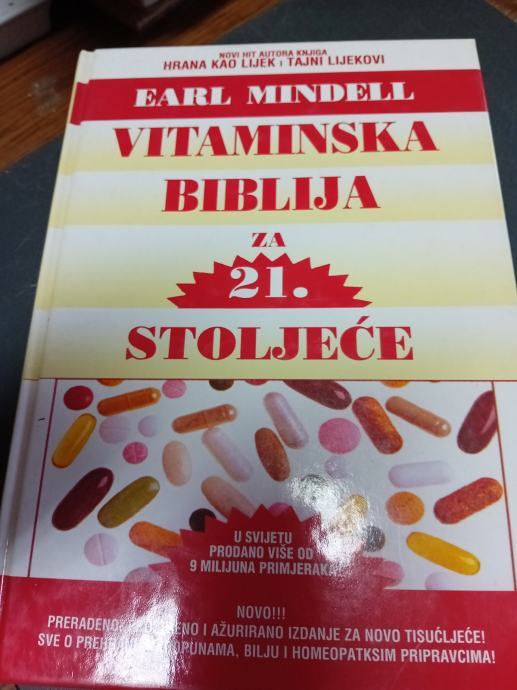 NOVI HIT AUTORA KNJIGA
HRANA KAO LIJEK I TAJNI LIJEKOVI
EARL MINDELL
VITAMINSKA
BIBLIJA
ZA
21.
STOLJEĆE
U SVIJETU
PRODANO VIŠE OD
9 MILIJUNA PRIMJERAKA
NOVO!!!
I AŽURIRANO IZDANJE ZA NOVO TISUĆLJEĆE!
SVE O BILJU I HOMEOPATKSIM PRIPRAVCIMA!